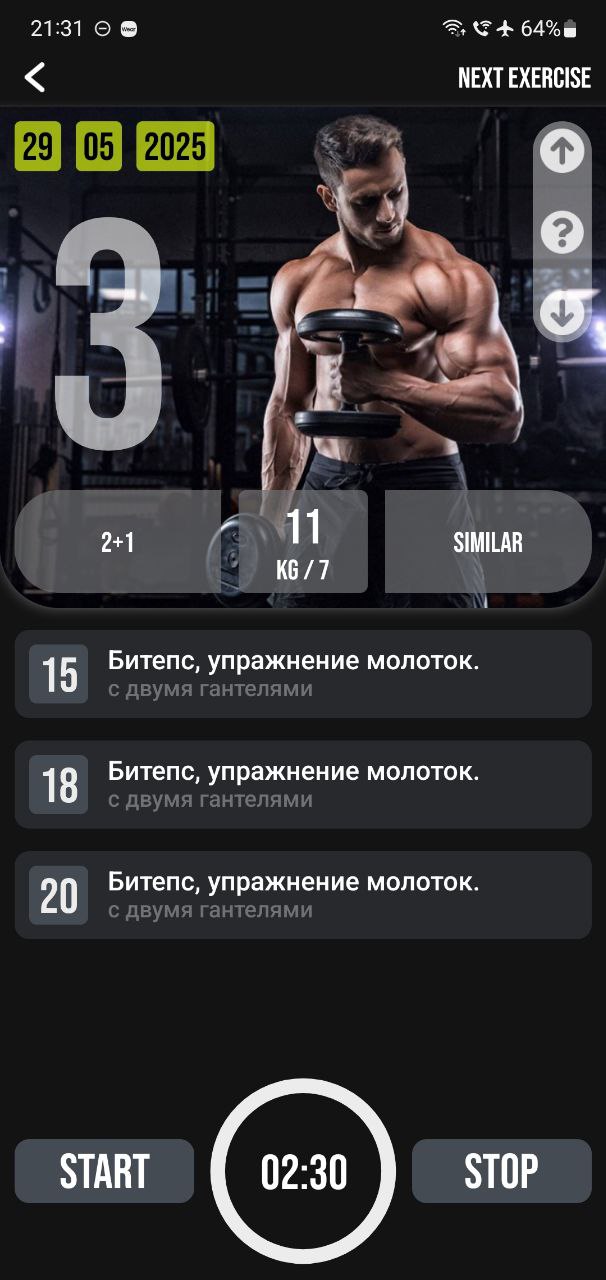 21:31 Wear 64%
NEXT EXERCISE
29 05 2025
?
3
2+1
11
KG / 7
SIMILAR
15
Битепс, упражнение молоток.
с двумя гантелями
18
Битепс, упражнение молоток.
с двумя гантелями
20
Битепс, упражнение молоток.
с двумя гантелями
START
02:30
STOP